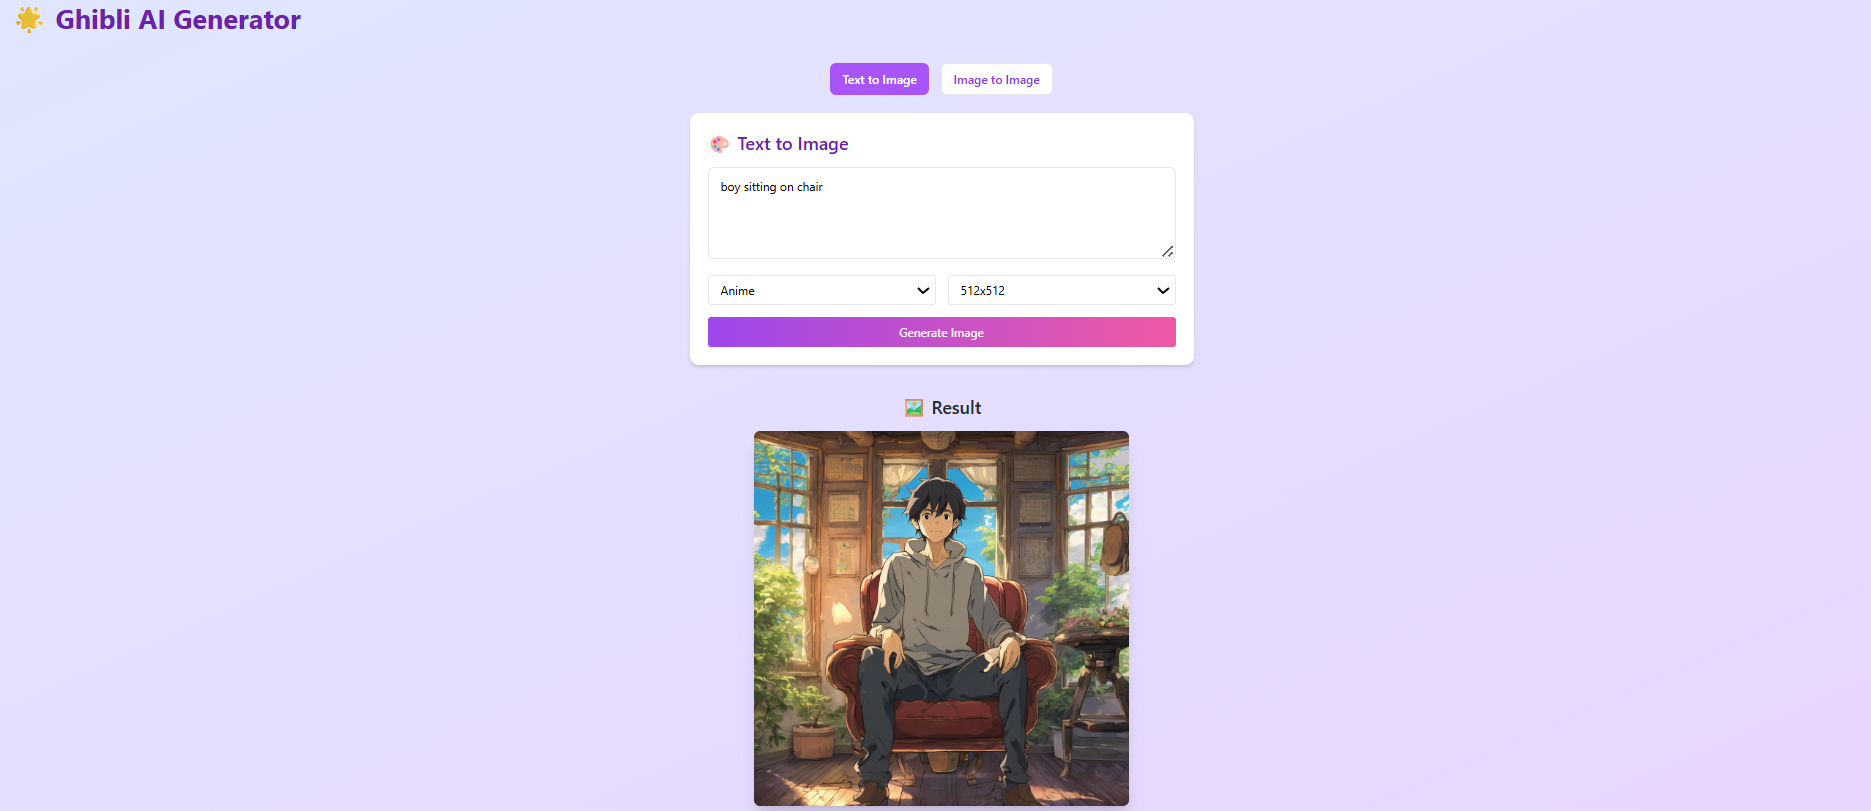 Ghibli AI Generator
Text to Image
Image to Image
Text to Image
boy sitting on chair
Anime
512x512
Generate Image
Result